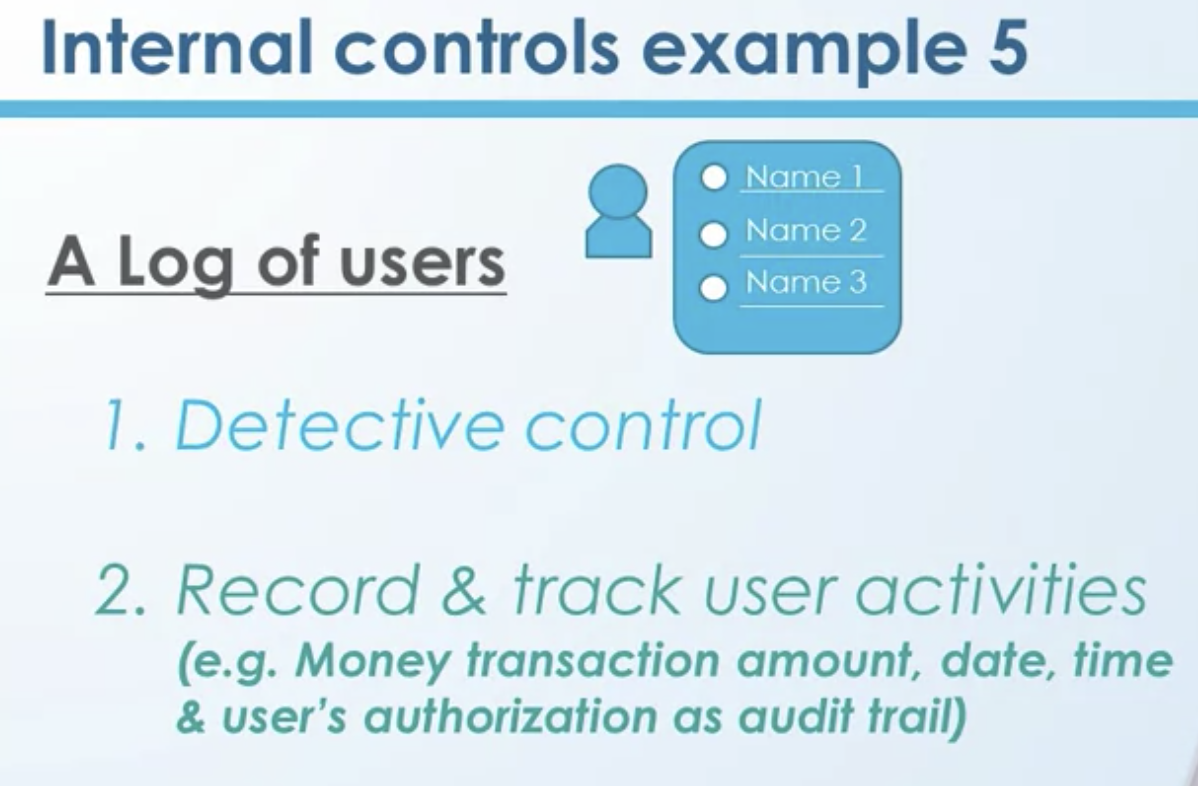 Internal controls example 5
Name 1
Name 2
Name 3
A Log of users
1. Detective control
2. Record & track user activities
(e.g. Money transaction amount, date, time
& user's authorization as audit trail)